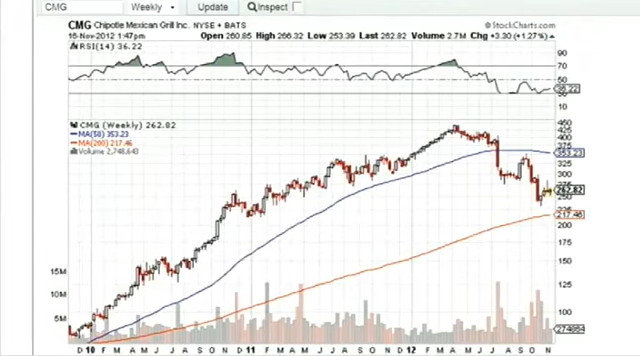 CMG Weekly Update Inspect
CMG Chipotle Mexican Grill Inc. NYSE + BATS © StockCharts.com
16-Nov-2012 1:47pm Open 260.85 High 266.32 Low 253.39 Last 262.82 Volume 2.7M Chg +3.30 (+1.27%)
RSI(14) 36.22
90
70
50
36.22
30
10
CMG (Weekly) 262.82
MA(50) 353.23
MA(200) 217.46
Volume 2,748,643
450
425
400
375
353.23
325
300
275
262.82
250
225
217.46
200
175
150
125
100
15M
10M
5M
2748643
D 10 F M A M J J A S O N D 11 F M A M J J A S O N D 12 F M A M J J A S O N